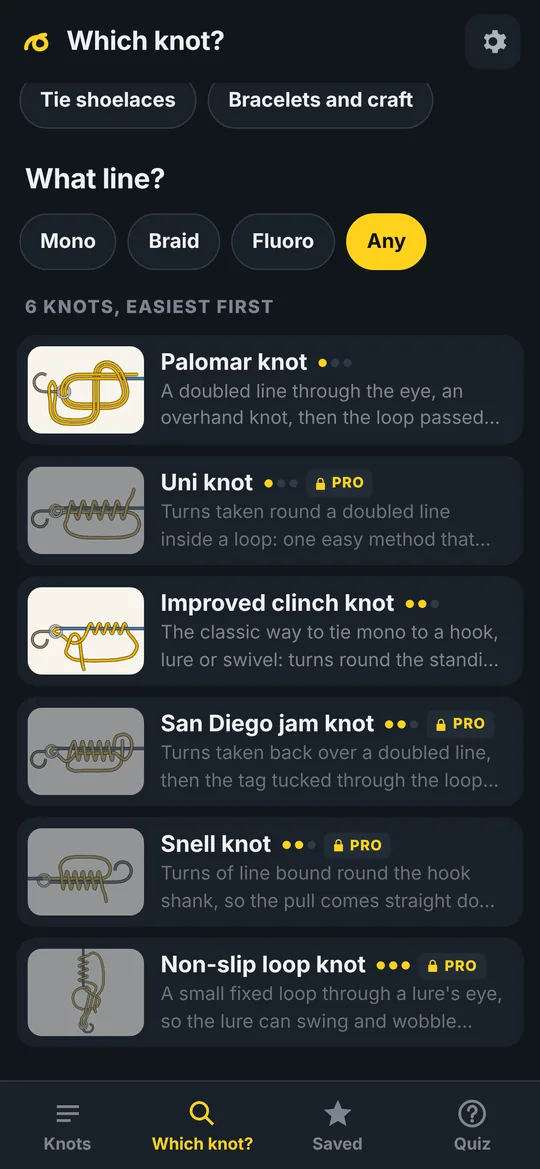 Which knot?
Tie shoelaces
Bracelets and craft
What line?
Mono
Braid
Fluoro
Any
6 KNOTS, EASIEST FIRST
Palomar knot
A doubled line through the eye, an
overhand knot, then the loop passed...
Uni knot
PRO
Turns taken round a doubled line
inside a loop: one easy method that...
Improved clinch knot
The classic way to tie mono to a hook,
lure or swivel: turns round the standi...
San Diego jam knot
PRO
Turns taken back over a doubled line,
then the tag tucked through the loop...
Snell knot
PRO
Turns of line bound round the hook
shank, so the pull comes straight do...
Non-slip loop knot
PRO
A small fixed loop through a lure's eye,
so the lure can swing and wobble...
Knots
Which knot?
Saved
Quiz